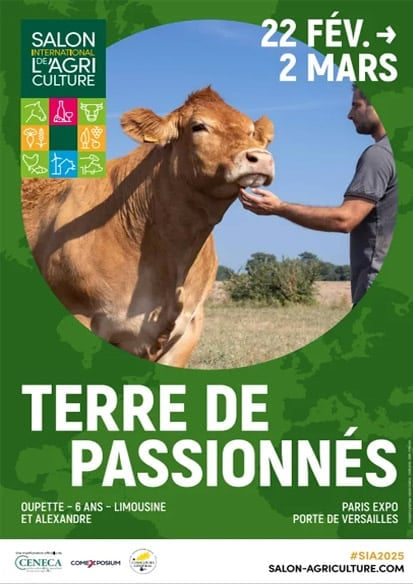 SALON
INTERNATIONAL
DE L'AGRI
CULTURE
22 FÉV.→
2 MARS
TERRE DE
PASSIONNÉS
OUPETTE – 6 ANS – LIMOUSINE
ET ALEXANDRE
PARIS EXPO
PORTE DE VERSAILLES
CENECA
COMEXPOSIUM
#SIA2025
SALON-AGRICULTURE.COM